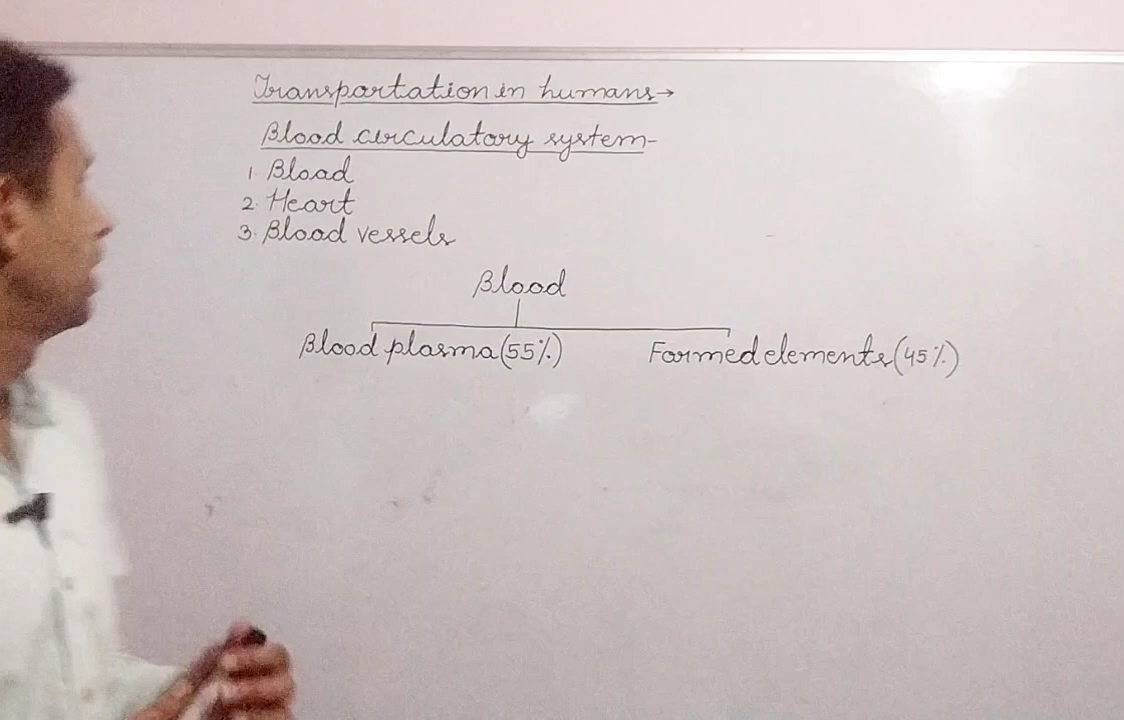 Transportation in humans→
Blood circulatory system-
1. Blood
2. Heart
3. Blood vessels
Blood
Blood plasma (55%) Formed elements (45%)